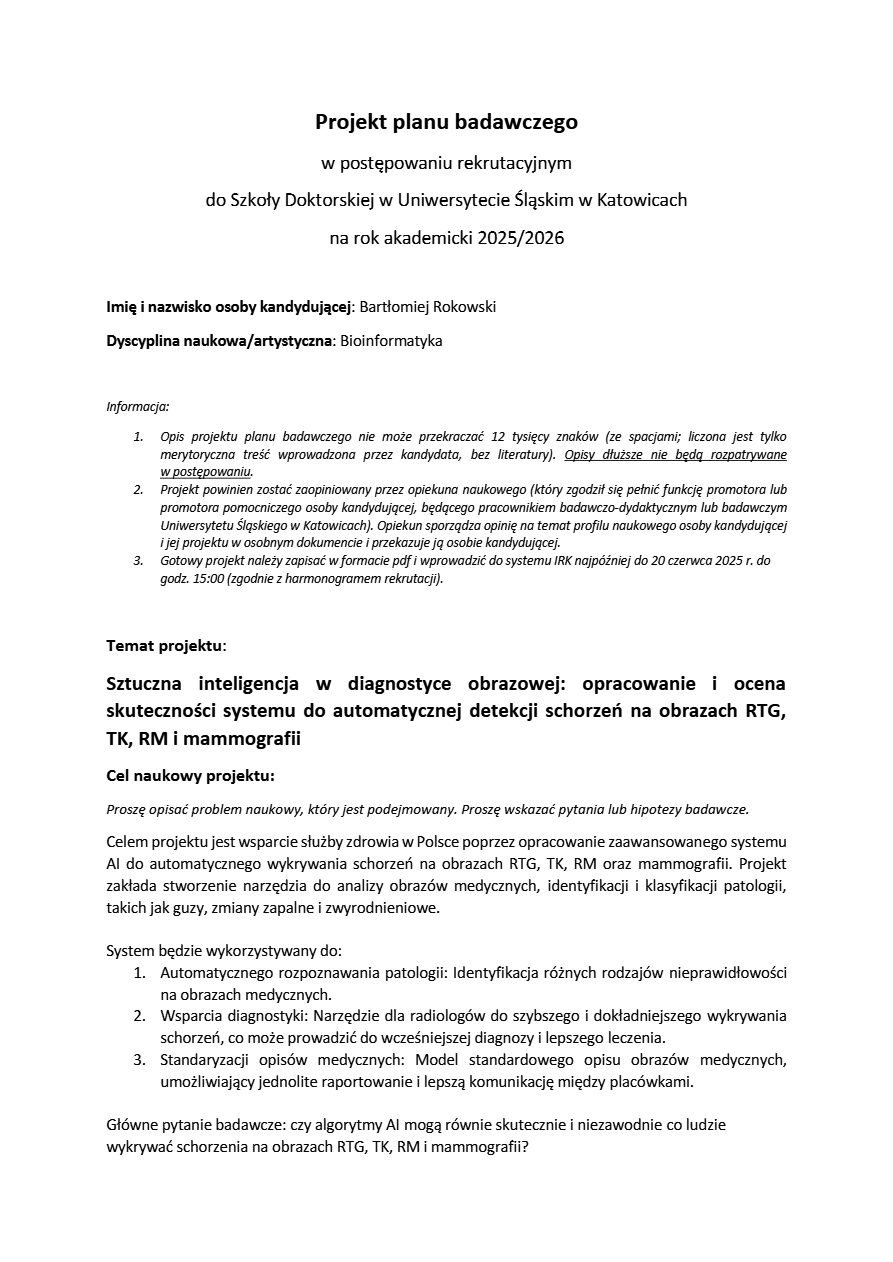 Projekt planu badawczego
w postępowaniu rekrutacyjnym
do Szkoły Doktorskiej w Uniwersytecie Śląskim w Katowicach
na rok akademicki 2025/2026
Imię i nazwisko osoby kandydującej: Bartłomiej Rokowski
Dyscyplina naukowa/artystyczna: Bioinformatyka
Informacja:
1. Opis projektu planu badawczego nie może przekraczać 12 tysięcy znaków (ze spacjami; liczona jest tylko
merytoryczna treść wprowadzona przez kandydata, bez literatury). Opisy dłuższe nie będą rozpatrywane
w postępowaniu.
2. Projekt powinien zostać zaopiniowany przez opiekuna naukowego (który zgodził się pełnić funkcję promotora lub
promotora pomocniczego osoby kandydującej, będącego pracownikiem badawczo-dydaktycznym lub badawczym
Uniwersytetu Śląskiego w Katowicach). Opiekun sporządza opinię na temat profilu naukowego osoby kandydującej
i jej projektu w osobnym dokumencie i przekazuje ją osobie kandydującej.
3. Gotowy projekt należy zapisać w formacie pdf i wprowadzić do systemu IRK najpóźniej do 20 czerwca 2025 r. do
godz. 15:00 (zgodnie z harmonogramem rekrutacji).
Temat projektu:
Sztuczna inteligencja w diagnostyce obrazowej: opracowanie i ocena
skuteczności systemu do automatycznej detekcji schorzeń na obrazach RTG,
TK, RM i mammografii
Cel naukowy projektu:
Proszę opisać problem naukowy, który jest podejmowany. Proszę wskazać pytania lub hipotezy badawcze.
Celem projektu jest wsparcie służby zdrowia w Polsce poprzez opracowanie zaawansowanego systemu
AI do automatycznego wykrywania schorzeń na obrazach RTG, TK, RM oraz mammografii. Projekt
zakłada stworzenie narzędzia do analizy obrazów medycznych, identyfikacji i klasyfikacji patologii,
takich jak guzy, zmiany zapalne i zwyrodnieniowe.
System będzie wykorzystywany do:
1. Automatycznego rozpoznawania patologii: Identyfikacja różnych rodzajów nieprawidłowości
na obrazach medycznych.
2. Wsparcia diagnostyki: Narzędzie dla radiologów do szybszego i dokładniejszego wykrywania
schorzeń, co może prowadzić do wcześniejszej diagnozy i lepszego leczenia.
3. Standaryzacji opisów medycznych: Model standardowego opisu obrazów medycznych,
umożliwiający jednolite raportowanie i lepszą komunikację między placówkami.
Główne pytanie badawcze: czy algorytmy AI mogą równie skutecznie i niezawodnie co ludzie
wykrywać schorzenia na obrazach RTG, TK, RM i mammografii?